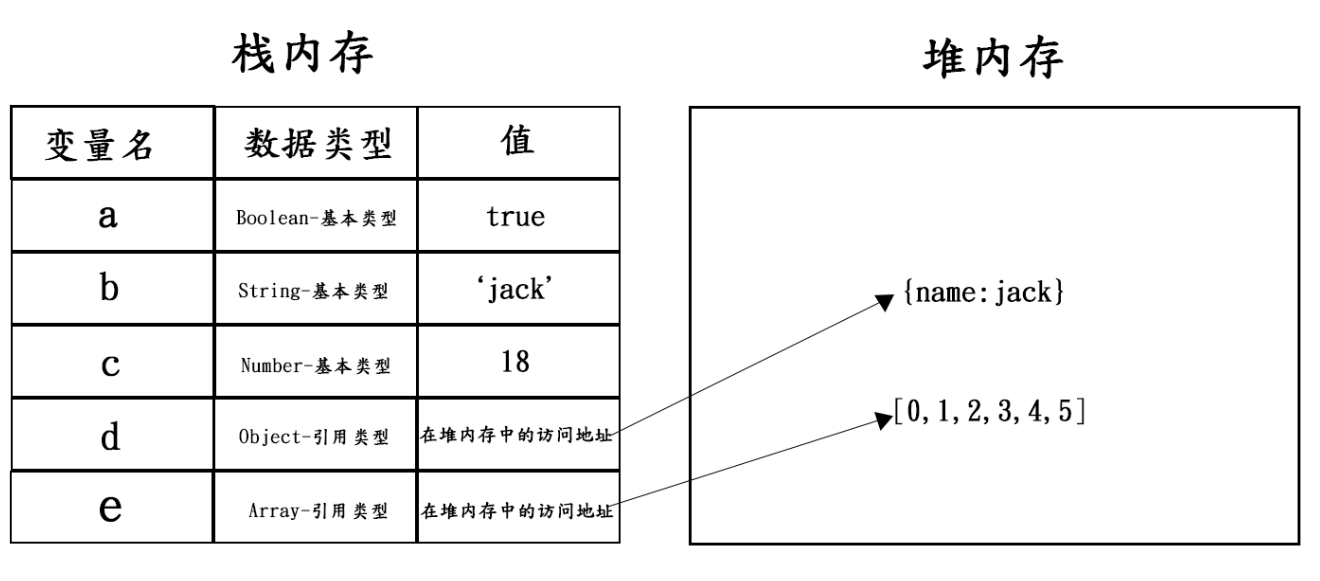 栈内存
堆内存
变量名 数据类型 值
a Boolean-基本类型 true
b String-基本类型 ‘jack’
c Number-基本类型 18
d Object-引用类型 在堆内存中的访问地址
e Array-引用类型 在堆内存中的访问地址
{name:jack}
[0,1,2,3,4,5]